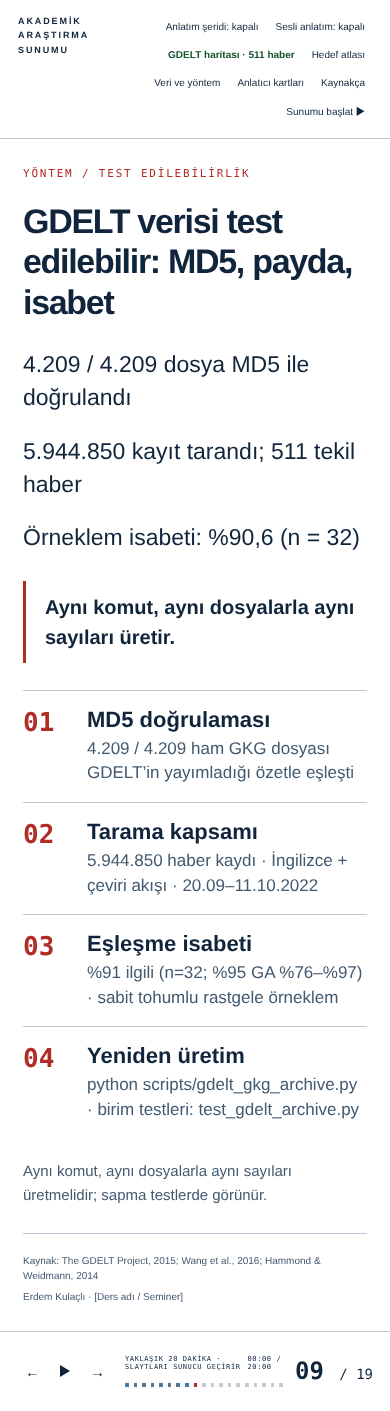 AKADEMİK
ARAŞTIRMA
SUNUMU
Anlatım şeridi: kapalı Sesli anlatım: kapalı
GDELT haritası · 511 haber Hedef atlası
Veri ve yöntem Anlatıcı kartları Kaynakça
Sunumu başlat ▶
YÖNTEM / TEST EDİLEBİLİRLİK
GDELT verisi test
edilebilir: MD5, payda,
isabet
4.209 / 4.209 dosya MD5 ile
doğrulandı
5.944.850 kayıt tarandı; 511 tekil
haber
Örneklem isabeti: %90,6 (n = 32)
Aynı komut, aynı dosyalarla aynı
sayıları üretir.
01 MD5 doğrulaması
4.209 / 4.209 ham GKG dosyası
GDELT’in yayımladığı özetle eşleşti
02 Tarama kapsamı
5.944.850 haber kaydı · İngilizce +
çeviri akışı · 20.09–11.10.2022
03 Eşleşme isabeti
%91 ilgili (n=32; %95 GA %76–%97)
· sabit tohumlu rastgele örneklem
04 Yeniden üretim
python scripts/gdelt_gkg_archive.py
· birim testleri: test_gdelt_archive.py
Aynı komut, aynı dosyalarla aynı sayıları
üretmelidir; sapma testlerde görünür.
Kaynak: The GDELT Project, 2015; Wang et al., 2016; Hammond &
Weidmann, 2014
Erdem Kulaçlı · [Ders adı / Seminer]
← ▶ →
YAKLAŞIK 20 DAKİKA · 00:00 /
SLAYTLARI SUNUCU GEÇİRİR 20:00
09 / 19